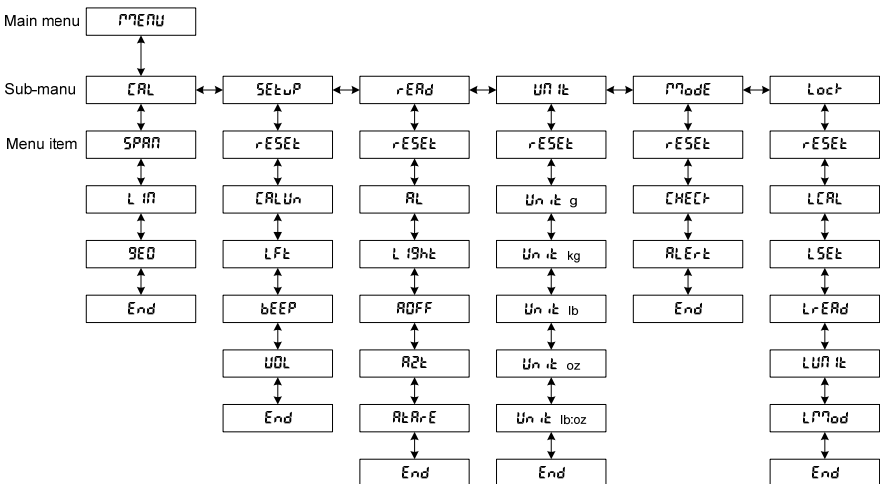 Main menu MENU
Sub-manu CAL SEtuP rEAd UNIt ModE Lock
Menu item SPAN rESEt rESEt rESEt rESEt rESEt
LIN CALUn AL Unit g CHECk LCAL
gEO LFt LIght Unit kg ALErt LSEt
End bEEP AOFF Unit lb End LrEAd
VOL AZt Unit oz LUNIt
End AtArE Unit lb:oz LMod
End End End